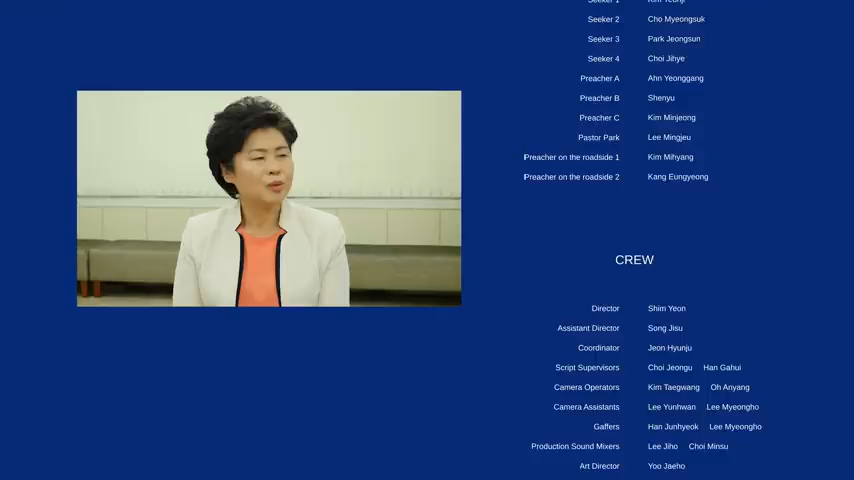 Seeker 1 Kim Yeonji
Seeker 2 Cho Myeongsuk
Seeker 3 Park Jeongsun
Seeker 4 Choi Jihye
Preacher A Ahn Yeonggang
Preacher B Shenyu
Preacher C Kim Minjeong
Pastor Park Lee Mingjeu
Preacher on the roadside 1 Kim Mihyang
Preacher on the roadside 2 Kang Eungyeong
CREW
Director Shim Yeon
Assistant Director Song Jisu
Coordinator Jeon Hyunju
Script Supervisors Choi Jeongu Han Gahui
Camera Operators Kim Taegwang Oh Anyang
Camera Assistants Lee Yunhwan Lee Myeongho
Gaffers Han Junhyeok Lee Myeongho
Production Sound Mixers Lee Jiho Choi Minsu
Art Director Yoo Jaeho